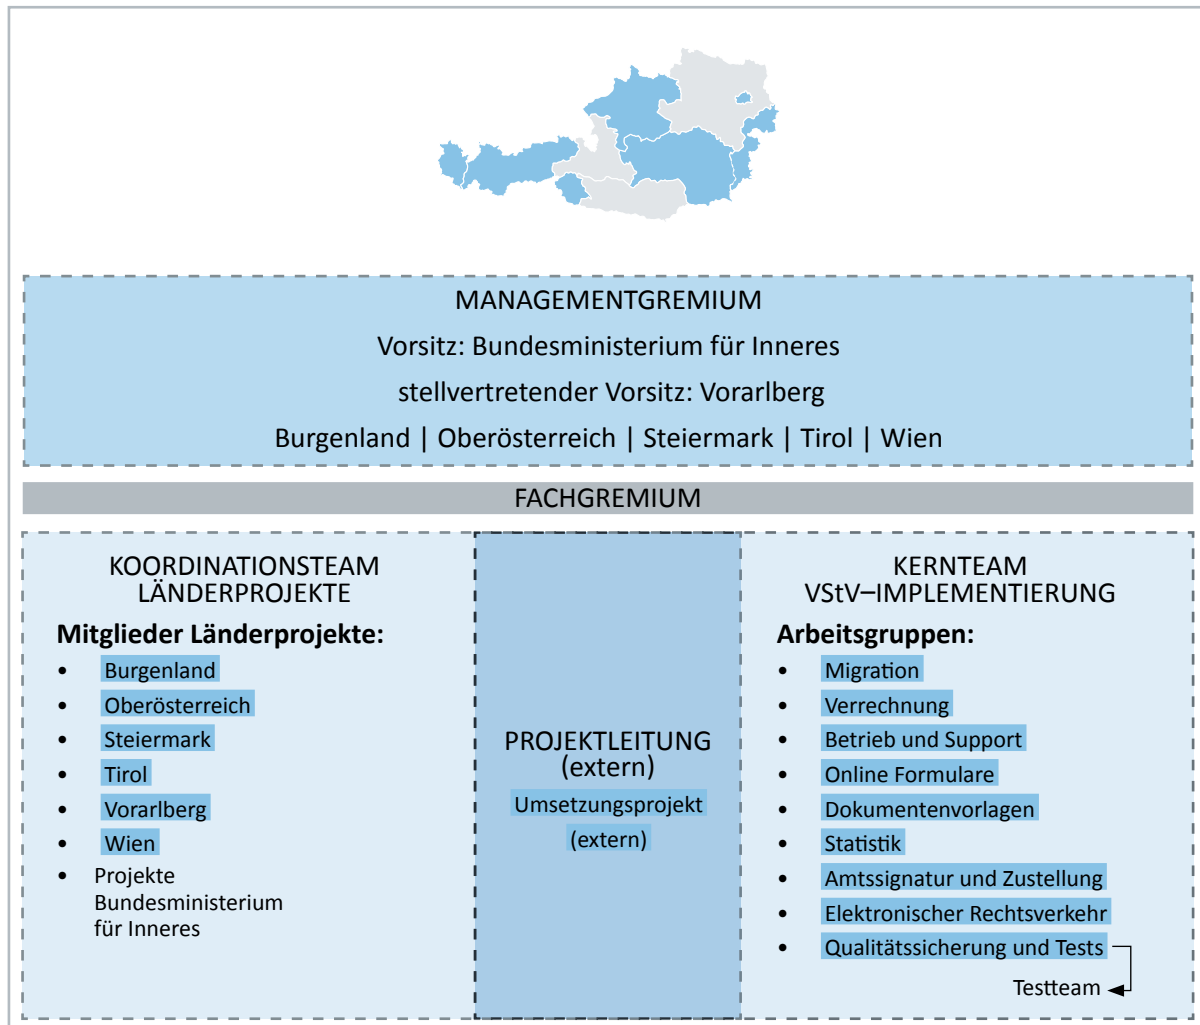 MANAGEMENTGREMIUM
Vorsitz: Bundesministerium für Inneres
stellvertretender Vorsitz: Vorarlberg
Burgenland | Oberösterreich | Steiermark | Tirol | Wien
FACHGREMIUM
KOORDINATIONSTEAM
LÄNDERPROJEKTE
Mitglieder Länderprojekte:
• Burgenland
• Oberösterreich
• Steiermark
• Tirol
• Vorarlberg
• Wien
• Projekte
Bundesministerium
für Inneres
PROJEKTLEITUNG
(extern)
Umsetzungsprojekt
(extern)
KERNTEAM
VStV–IMPLEMENTIERUNG
Arbeitsgruppen:
• Migration
• Verrechnung
• Betrieb und Support
• Online Formulare
• Dokumentenvorlagen
• Statistik
• Amtssignatur und Zustellung
• Elektronischer Rechtsverkehr
• Qualitätssicherung und Tests
Testteam